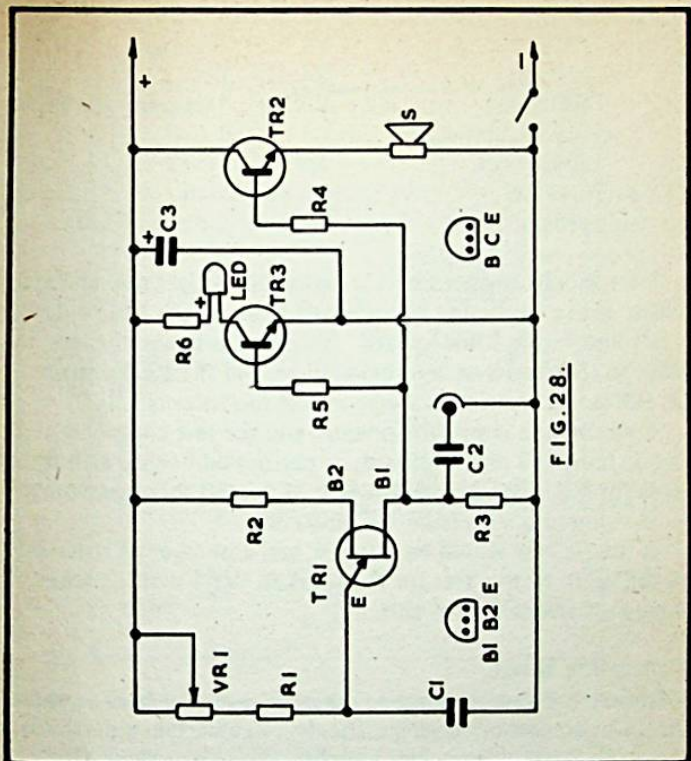 +
VR1
R6
+
LED
+
C3
R2
TR3
TR2
R1
R5
R4
TR1
E
B2
B1
S
C1
C2
R3
B1 B2 E
B C E
–
FIG. 28.